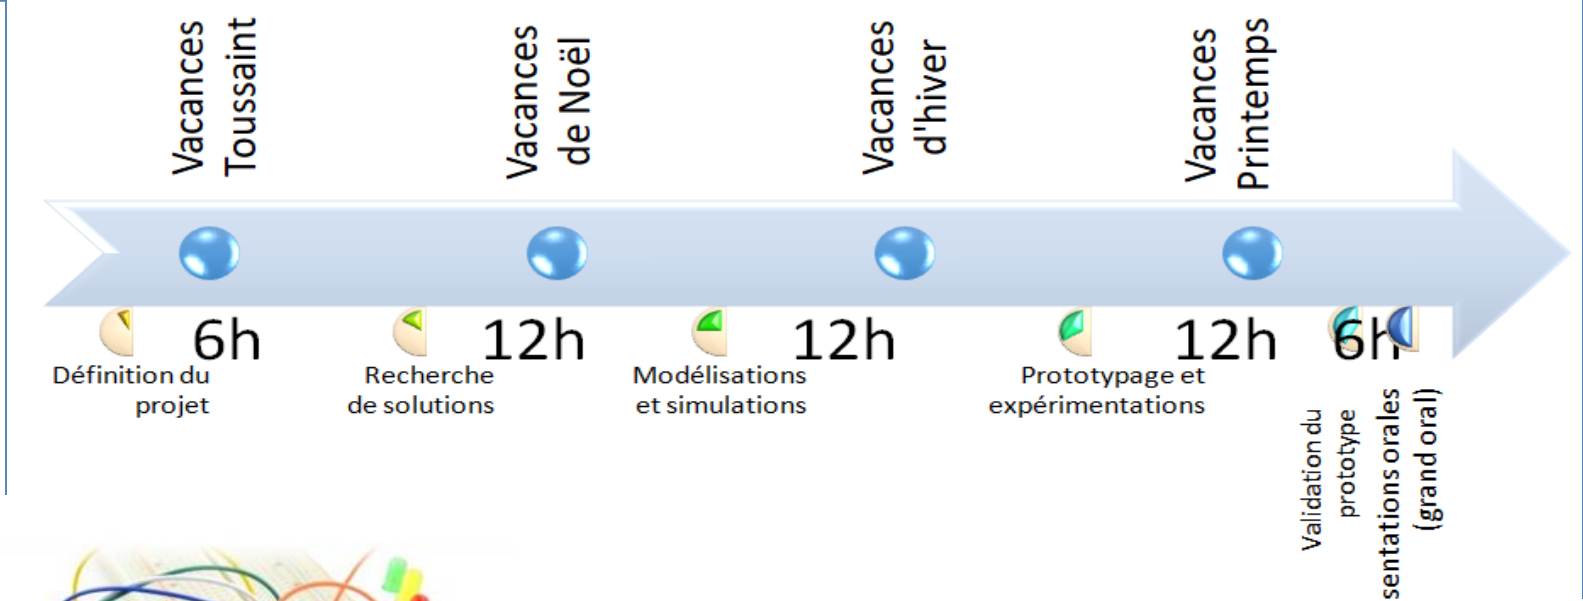 Vacances
Toussaint
Vacances
de Noël
Vacances
d'hiver
Vacances
Printemps
6h
12h
12h
12h
6h
Définition du
projet
Recherche
de solutions
Modélisations
et simulations
Prototypage et
expérimentations
Validation du
prototype
sentations orales
(grand oral)